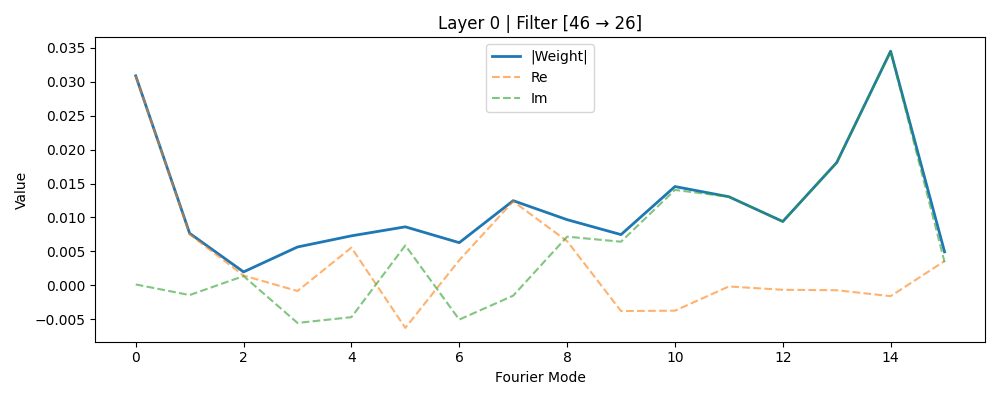 Layer 0 | Filter [46 → 26]
|Weight|
Re
Im
Value
0.035
0.030
0.025
0.020
0.015
0.010
0.005
0.000
−0.005
0 2 4 6 8 10 12 14
Fourier Mode